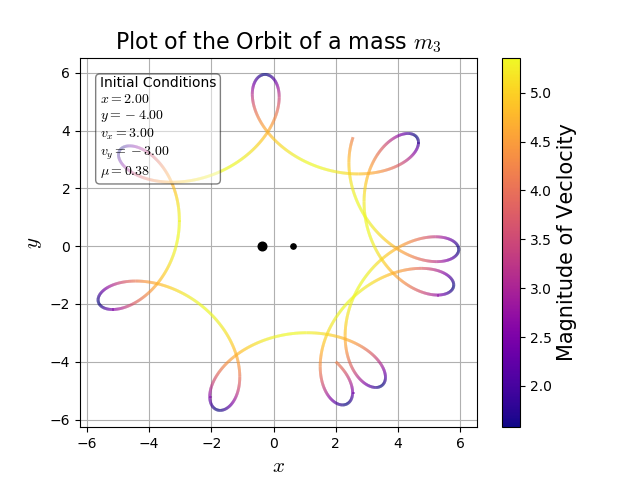 Plot of the Orbit of a mass m₃
Initial Conditions
x = 2.00
y = −4.00
vₓ = 3.00
v_y = −3.00
μ = 0.38
6
4
2
0
−2
−4
−6
y
−6
−4
−2
0
2
4
6
x
5.0
4.5
4.0
3.5
3.0
2.5
2.0
Magnitude of Veclocity